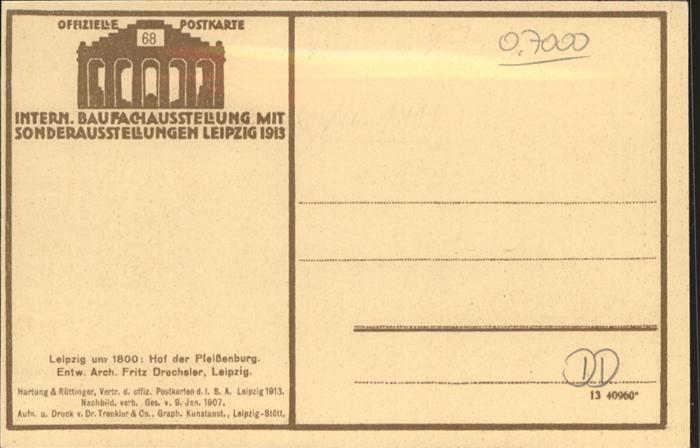 OFFIZIELLE POSTKARTE
68
INTERN. BAUFACHAUSSTELLUNG MIT
SONDERAUSSTELLUNGEN LEIPZIG 1913
0,7000
Leipzig um 1800: Hof der Pleißenburg.
Entw. Arch. Fritz Drechsler, Leipzig.
Hartung & Rüttinger, Vertr. d. offiz. Postkarten d. I. B. A. Leipzig 1913.
Nachbild. verb. Ges. v. 9. Jan. 1907.
Aufn. u. Druck v. Dr. Trenkler & Co., Graph. Kunstanst., Leipzig-Stött.
13 40960*